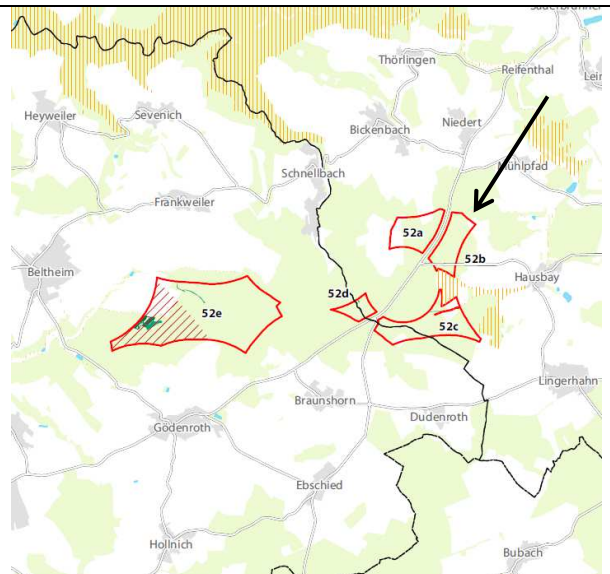 Thörlingen
Reifenthal
Heyweiler
Sevenich
Bickenbach
Niedert
Mühlpfad
Schnellbach
Frankweiler
52a
52b
Beltheim
Hausbay
52d
52e
52c
Lingerhahn
Braunshorn
Dudenroth
Gödenroth
Ebschied
Hollnich
Bubach